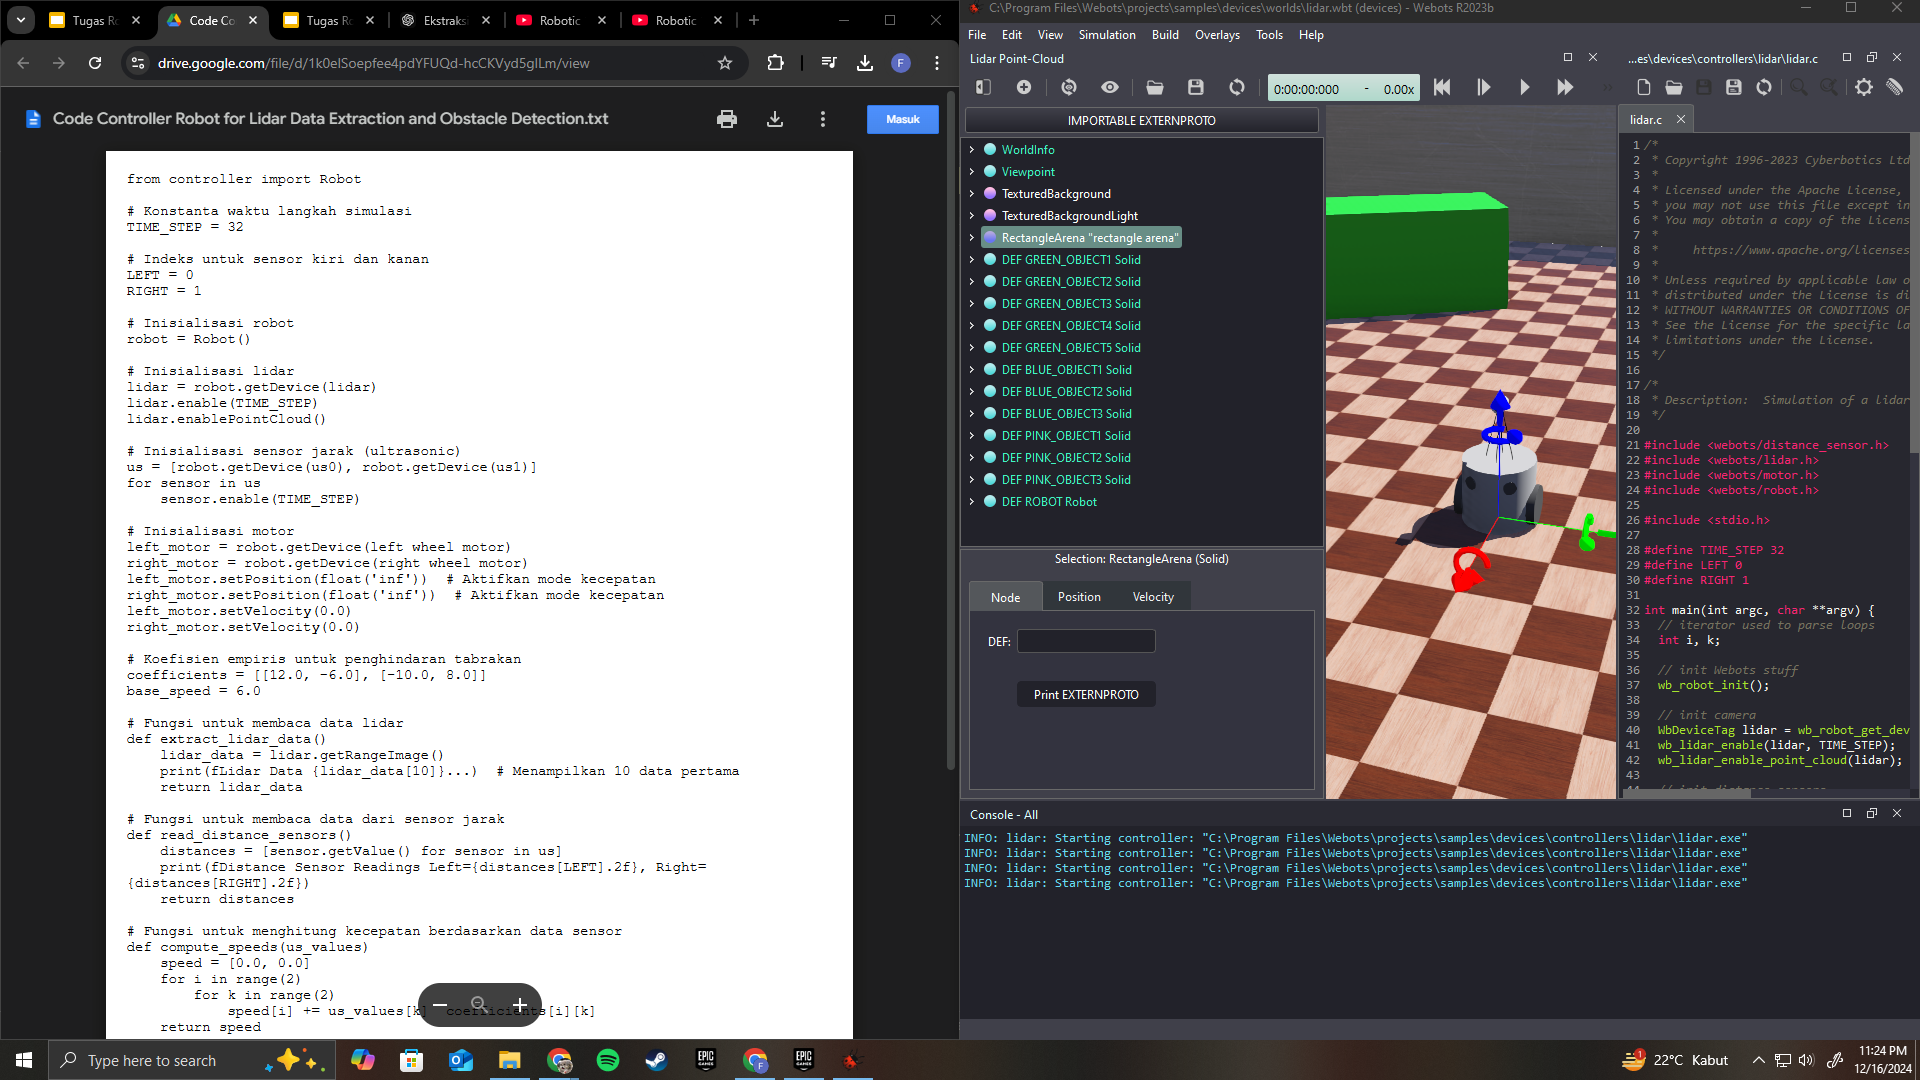 Tugas Ro
Code Co
Tugas Ro
Ekstraksi
Robotic
Robotic
drive.google.com/file/d/1k0elSoepfee4pdYFUQd-hcCKVyd5gILm/view
F
Code Controller Robot for Lidar Data Extraction and Obstacle Detection.txt
Masuk
from controller import Robot
# Konstanta waktu langkah simulasi
TIME_STEP = 32
# Indeks untuk sensor kiri dan kanan
LEFT = 0
RIGHT = 1
# Inisialisasi robot
robot = Robot()
# Inisialisasi lidar
lidar = robot.getDevice(lidar)
lidar.enable(TIME_STEP)
lidar.enablePointCloud()
# Inisialisasi sensor jarak (ultrasonic)
us = [robot.getDevice(us0), robot.getDevice(us1)]
for sensor in us
    sensor.enable(TIME_STEP)
# Inisialisasi motor
left_motor = robot.getDevice(left wheel motor)
right_motor = robot.getDevice(right wheel motor)
left_motor.setPosition(float('inf'))  # Aktifkan mode kecepatan
right_motor.setPosition(float('inf'))  # Aktifkan mode kecepatan
left_motor.setVelocity(0.0)
right_motor.setVelocity(0.0)
# Koefisien empiris untuk penghindaran tabrakan
coefficients = [[12.0, -6.0], [-10.0, 8.0]]
base_speed = 6.0
# Fungsi untuk membaca data lidar
def extract_lidar_data()
    lidar_data = lidar.getRangeImage()
    print(fLidar Data {lidar_data[10]}...)  # Menampilkan 10 data pertama
    return lidar_data
# Fungsi untuk membaca data dari sensor jarak
def read_distance_sensors()
    distances = [sensor.getValue() for sensor in us]
    print(fDistance Sensor Readings Left={distances[LEFT].2f}, Right=
{distances[RIGHT].2f})
    return distances
# Fungsi untuk menghitung kecepatan berdasarkan data sensor
def compute_speeds(us_values)
    speed = [0.0, 0.0]
    for i in range(2)
        for k in range(2)
            speed[i] += us_values[k]  coefficients[i][k]
    return speed
C:\Program Files\Webots\projects\samples\devices\worlds\lidar.wbt (devices) - Webots R2023b
File Edit View Simulation Build Overlays Tools Help
Lidar Point-Cloud
0:00:00:000 - 0.00x
IMPORTABLE EXTERNPROTO
WorldInfo
Viewpoint
TexturedBackground
TexturedBackgroundLight
RectangleArena "rectangle arena"
DEF GREEN_OBJECT1 Solid
DEF GREEN_OBJECT2 Solid
DEF GREEN_OBJECT3 Solid
DEF GREEN_OBJECT4 Solid
DEF GREEN_OBJECT5 Solid
DEF BLUE_OBJECT1 Solid
DEF BLUE_OBJECT2 Solid
DEF BLUE_OBJECT3 Solid
DEF PINK_OBJECT1 Solid
DEF PINK_OBJECT2 Solid
DEF PINK_OBJECT3 Solid
DEF ROBOT Robot
Selection: RectangleArena (Solid)
Node Position Velocity
DEF:
Print EXTERNPROTO
...es\devices\controllers\lidar\lidar.c
lidar.c
1 /*
2  * Copyright 1996-2023 Cyberbotics Ltd
3  *
4  * Licensed under the Apache License,
5  * you may not use this file except in
6  * You may obtain a copy of the Licens
7  *
8  *     https://www.apache.org/licenses
9  *
10  * Unless required by applicable law o
11  * distributed under the License is di
12  * WITHOUT WARRANTIES OR CONDITIONS OF
13  * See the License for the specific la
14  * limitations under the License.
15  */
16
17 /*
18  * Description:  Simulation of a lidar
19  */
20
21 #include <webots/distance_sensor.h>
22 #include <webots/lidar.h>
23 #include <webots/motor.h>
24 #include <webots/robot.h>
25
26 #include <stdio.h>
27
28 #define TIME_STEP 32
29 #define LEFT 0
30 #define RIGHT 1
31
32 int main(int argc, char **argv) {
33   // iterator used to parse loops
34   int i, k;
35
36   // init Webots stuff
37   wb_robot_init();
38
39   // init camera
40   WbDeviceTag lidar = wb_robot_get_dev
41   wb_lidar_enable(lidar, TIME_STEP);
42   wb_lidar_enable_point_cloud(lidar);
43
Console - All
INFO: lidar: Starting controller: "C:\Program Files\Webots\projects\samples\devices\controllers\lidar\lidar.exe"
INFO: lidar: Starting controller: "C:\Program Files\Webots\projects\samples\devices\controllers\lidar\lidar.exe"
INFO: lidar: Starting controller: "C:\Program Files\Webots\projects\samples\devices\controllers\lidar\lidar.exe"
INFO: lidar: Starting controller: "C:\Program Files\Webots\projects\samples\devices\controllers\lidar\lidar.exe"
Type here to search
EPIC GAMES
F
EPIC GAMES
1
22°C Kabut
11:24 PM
12/16/2024